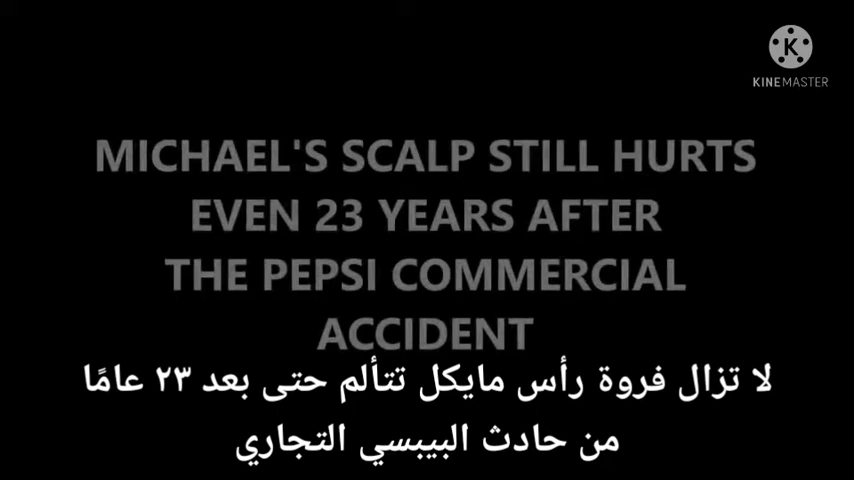 K
KINEMASTER
MICHAEL'S SCALP STILL HURTS
EVEN 23 YEARS AFTER
THE PEPSI COMMERCIAL
ACCIDENT
لا تزال فروة رأس مايكل تتألم حتى بعد ٢٣ عامًا
من حادث البيبسي التجاري